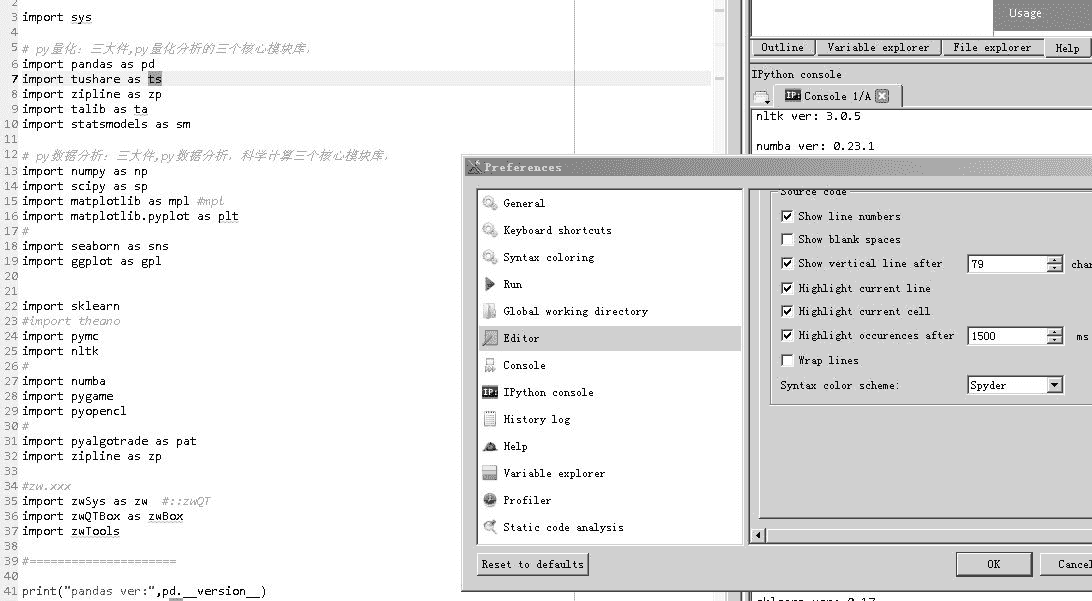 2
3 import sys
4
5 # py量化：三大件,py量化分析的三个核心模块库，
6 import pandas as pd
7 import tushare as ts
8 import zipline as zp
9 import talib as ta
10 import statsmodels as sm
11
12 # py数据分析：三大件,py数据分析，科学计算三个核心模块库，
13 import numpy as np
14 import scipy as sp
15 import matplotlib as mpl #mpl
16 import matplotlib.pyplot as plt
17 #
18 import seaborn as sns
19 import ggplot as gpl
20
21
22 import sklearn
23 #import theano
24 import pymc
25 import nltk
26 #
27 import numba
28 import pygame
29 import pyopencl
30 #
31 import pyalgotrade as pat
32 import zipline as zp
33
34 #zw.xxx
35 import zwSys as zw  #::zwQT
36 import zwQTBox as zwBox
37 import zwTools
38
39 #=====================
40
41 print("pandas ver:",pd.__version__)
Usage
Outline Variable explorer File explorer Help
IPython console
IP: Console 1/A
nltk ver: 3.0.5
numba ver: 0.23.1
Preferences
General
Keyboard shortcuts
Syntax coloring
Run
Global working directory
Editor
Console
IP: IPython console
History log
Help
Variable explorer
Profiler
Static code analysis
Source code
Show line numbers
Show blank spaces
Show vertical line after 79 char
Highlight current line
Highlight current cell
Highlight occurences after 1500 ms
Wrap lines
Syntax color scheme: Spyder
Reset to defaults OK Cancel
sklearn ver: 0.17